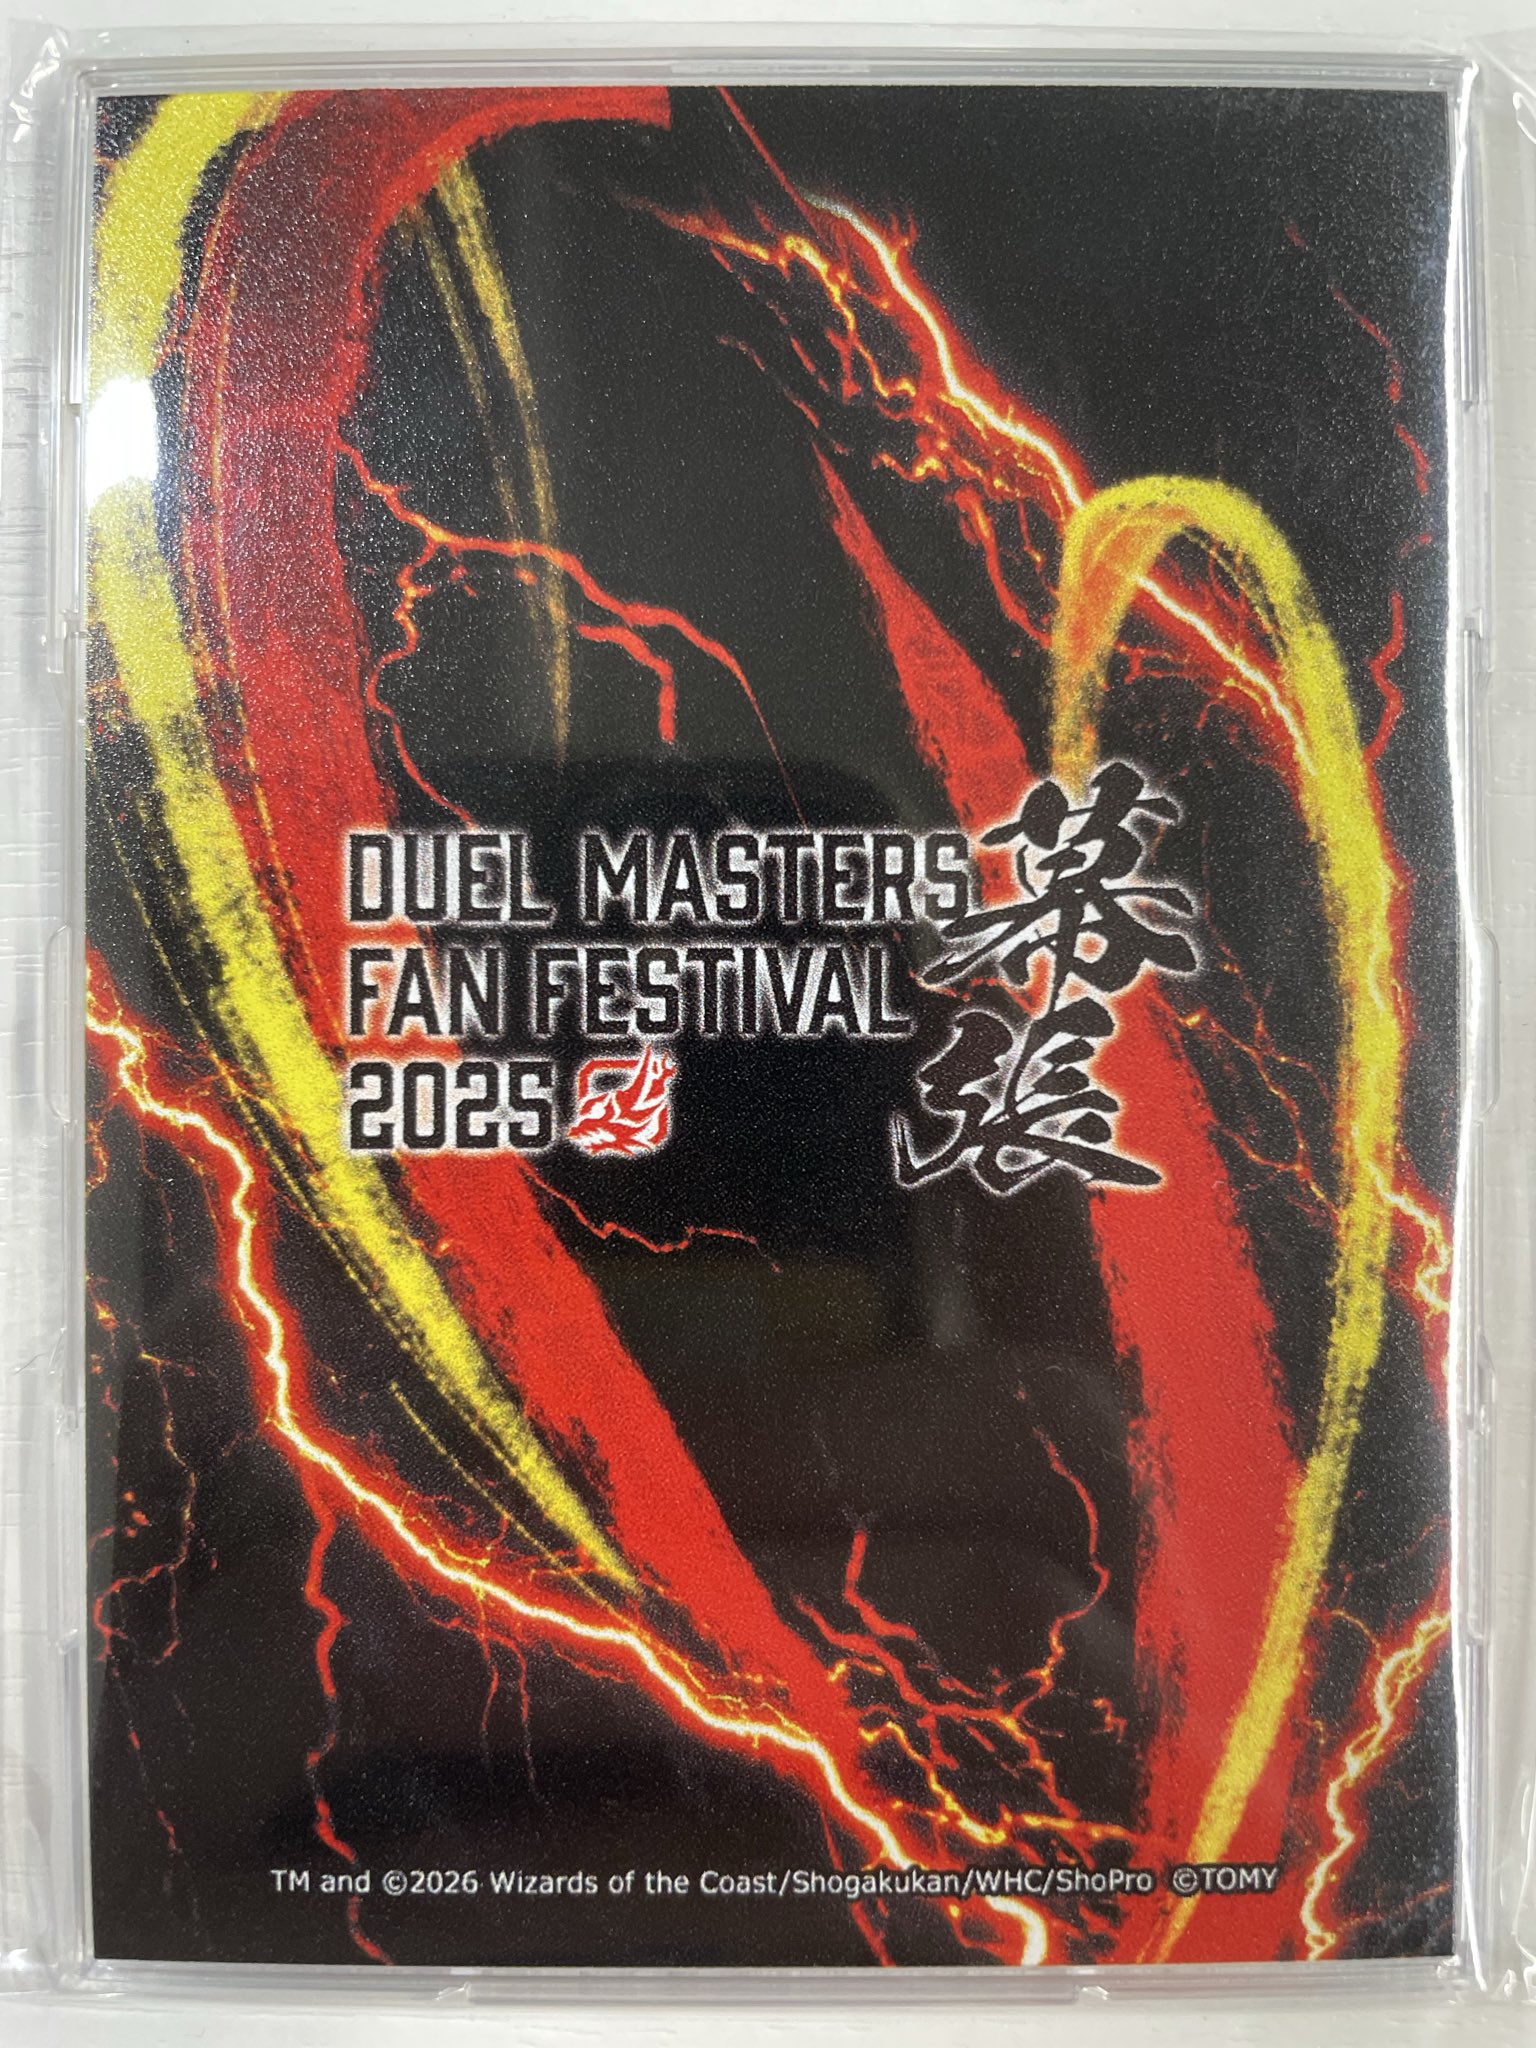 DUEL MASTERS
FAN FESTIVAL
2025
幕張
TM and ©2026 Wizards of the Coast/Shogakukan/WHC/ShoPro ©TOMY